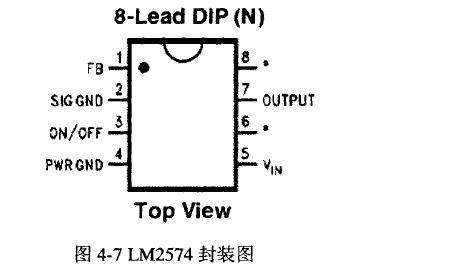 8-Lead DIP (N)
FB 1 8 *
SIG GND 2 7 OUTPUT
ON/OFF 3 6 *
PWR GND 4 5 VIN
Top View
图 4-7 LM2574 封装图